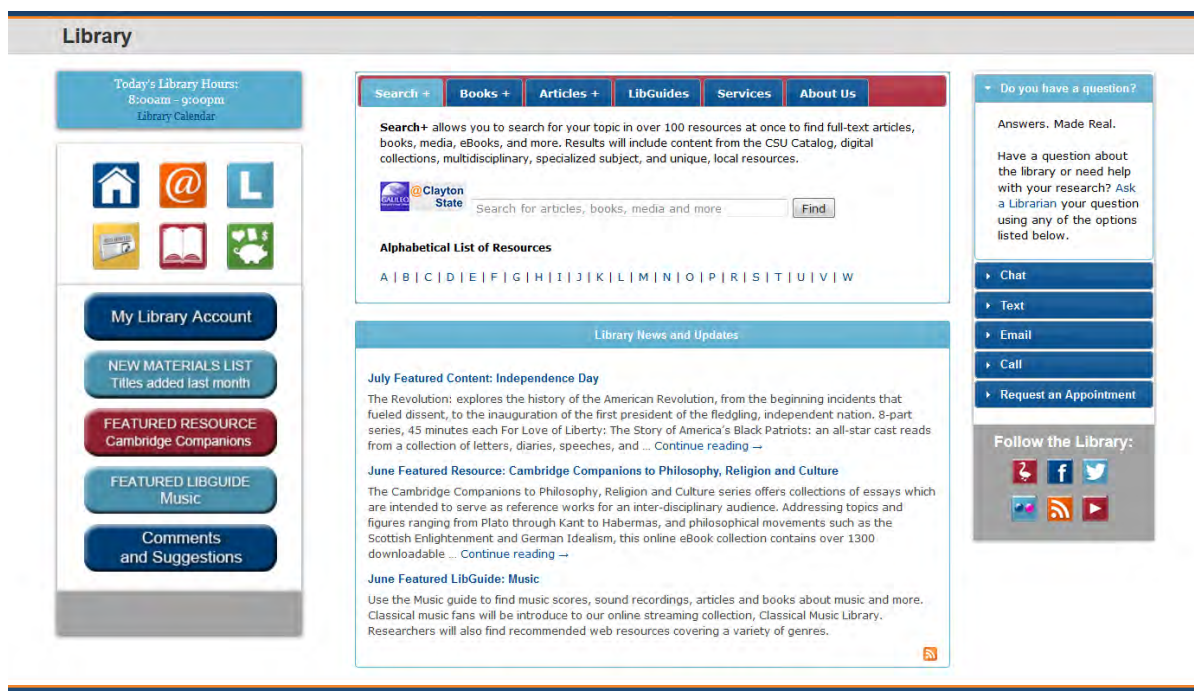 Library
Today's Library Hours:
8:00am - 9:00pm
Library Calendar
@
L
My Library Account
NEW MATERIALS LIST
Titles added last month
FEATURED RESOURCE
Cambridge Companions
FEATURED LIBGUIDE
Music
Comments
and Suggestions
Search +
Books +
Articles +
LibGuides
Services
About Us
Search+ allows you to search for your topic in over 100 resources at once to find full-text articles,
books, media, eBooks, and more. Results will include content from the CSU Catalog, digital
collections, multidisciplinary, specialized subject, and unique, local resources.
GALILEO
@Clayton
State
Search for articles, books, media and more
Find
Alphabetical List of Resources
A | B | C | D | E | F | G | H | I | J | K | L | M | N | O | P | R | S | T | U | V | W
Library News and Updates
July Featured Content: Independence Day
The Revolution: explores the history of the American Revolution, from the beginning incidents that
fueled dissent, to the inauguration of the first president of the fledgling, independent nation. 8-part
series, 45 minutes each For Love of Liberty: The Story of America's Black Patriots: an all-star cast reads
from a collection of letters, diaries, speeches, and ... Continue reading →
June Featured Resource: Cambridge Companions to Philosophy, Religion and Culture
The Cambridge Companions to Philosophy, Religion and Culture series offers collections of essays which
are intended to serve as reference works for an inter-disciplinary audience. Addressing topics and
figures ranging from Plato through Kant to Habermas, and philosophical movements such as the
Scottish Enlightenment and German Idealism, this online eBook collection contains over 1300
downloadable ... Continue reading →
June Featured LibGuide: Music
Use the Music guide to find music scores, sound recordings, articles and books about music and more.
Classical music fans will be introduce to our online streaming collection, Classical Music Library.
Researchers will also find recommended web resources covering a variety of genres.
Do you have a question?
Answers. Made Real.
Have a question about
the library or need help
with your research? Ask
a Librarian your question
using any of the options
listed below.
Chat
Text
Email
Call
Request an Appointment
Follow the Library:
f